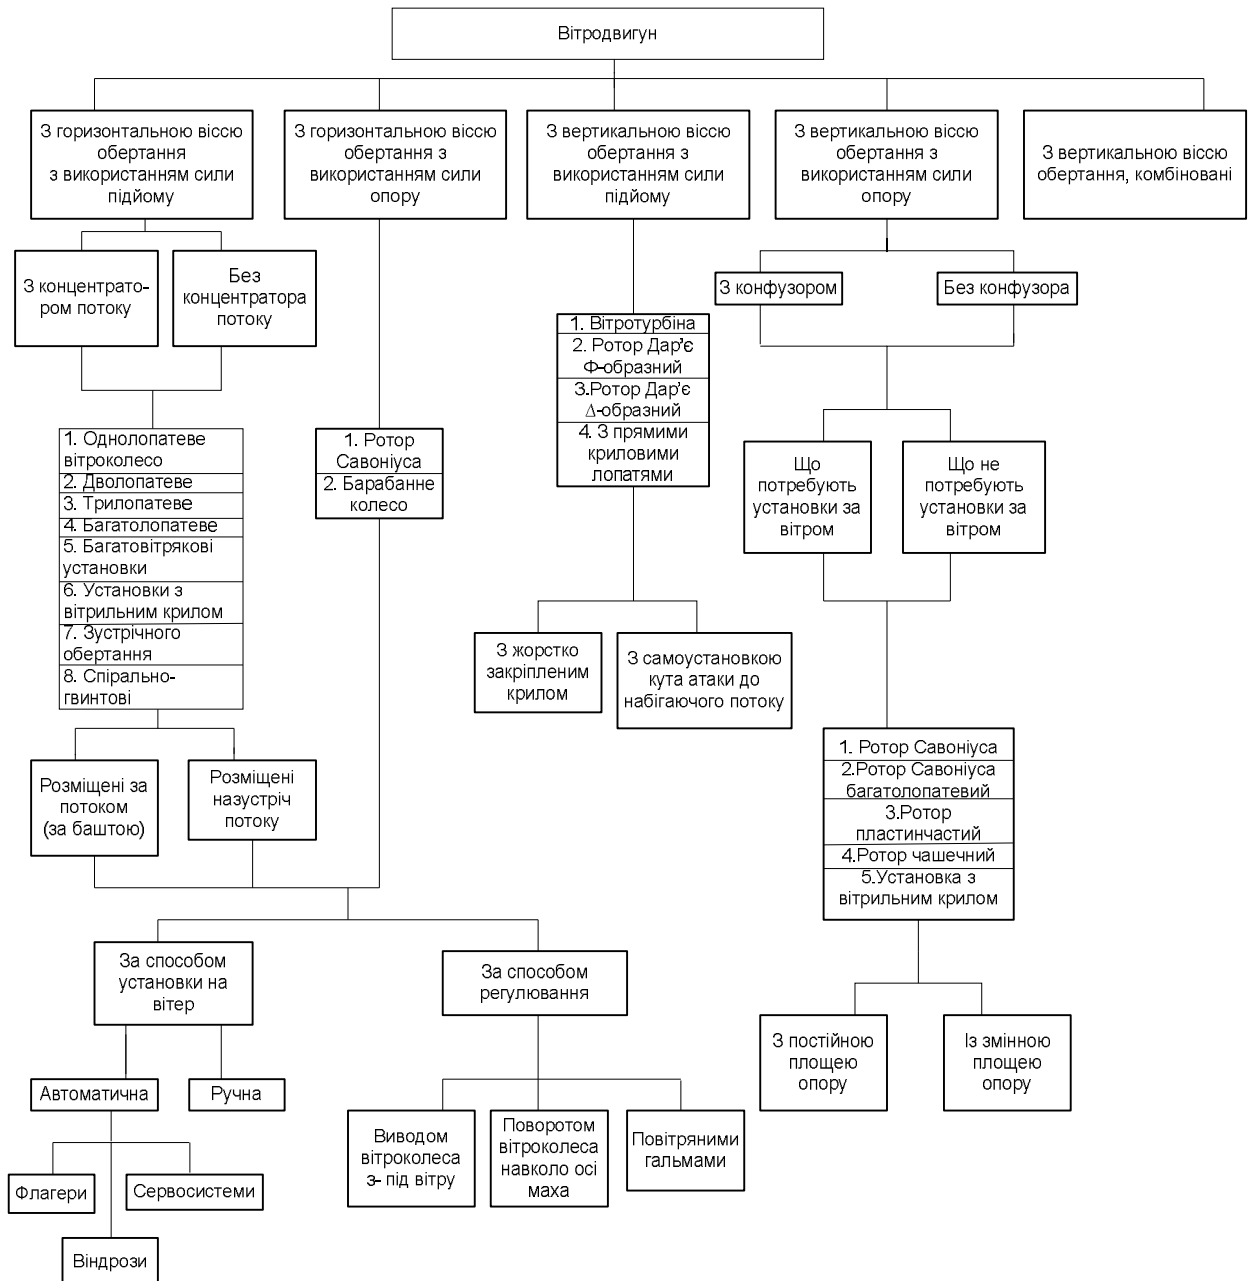 Вітродвигун
З горизонтальною віссю
обертання
з використанням сили
підйому
З горизонтальною віссю
обертання з
використанням сили
опору
З вертикальною віссю
обертання з
використанням сили
підйому
З вертикальною віссю
обертання з
використанням сили
опору
З вертикальною віссю
обертання, комбіновані
З концентрато-
ром потоку
Без
концентратора
потоку
З конфузором
Без конфузора
1. Вітротурбіна
2. Ротор Дар'є
Ф-образний
3.Ротор Дар'є
Δ-образний
4. З прямими
криловими
лопатями
1. Однолопатеве
вітроколесо
2. Дволопатеве
3. Трилопатеве
4. Багатолопатеве
5. Багатовітрякові
установки
6. Установки з
вітрильним крилом
7. Зустрічного
обертання
8. Спірально-
гвинтові
1. Ротор
Савоніуса
2. Барабанне
колесо
Що
потребують
установки за
вітром
Що не
потребують
установки за
вітром
З жорстко
закріпленим
крилом
З самоустановкою
кута атаки до
набігаючого потоку
1. Ротор Савоніуса
2.Ротор Савоніуса
багатолопатевий
3.Ротор
пластинчастий
4.Ротор чашечний
5.Установка з
вітрильним крилом
Розміщені за
потоком
(за баштою)
Розміщені
назустріч
потоку
За способом
установки на
вітер
За способом
регулювання
З постійною
площею
опору
Із змінною
площею
опору
Автоматична
Ручна
Виводом
вітроколеса
з- під вітру
Поворотом
вітроколеса
навколо осі
маха
Повітряними
гальмами
Флагери
Сервосистеми
Віндрози